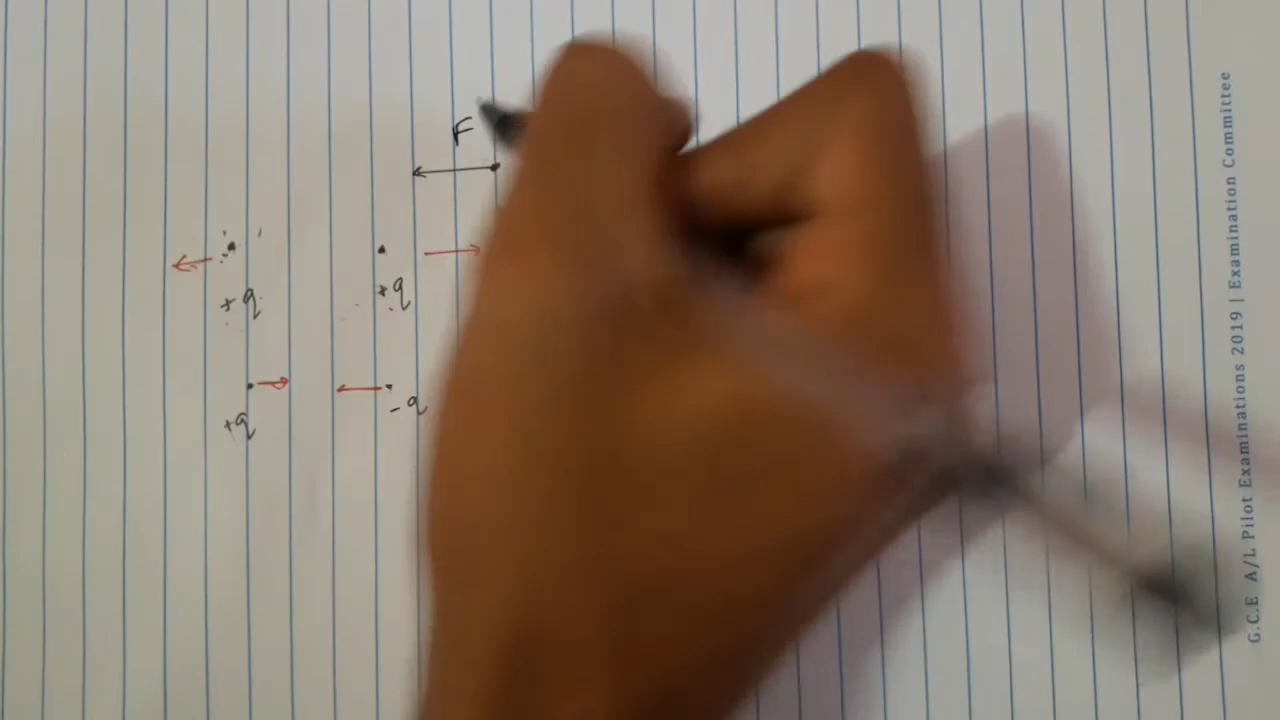 F
+q +q
+q -q
G.C.E A/L Pilot Examinations 2019 | Examination Committee